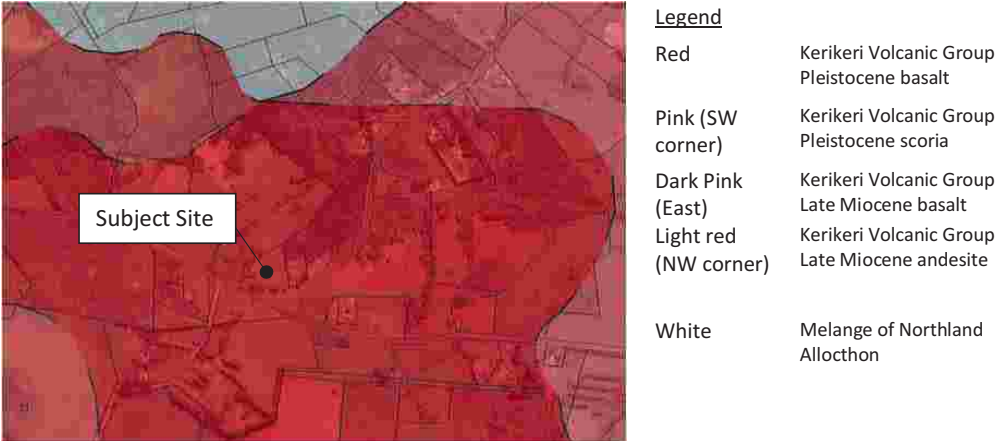 Subject Site
Legend
Red
Kerikeri Volcanic Group
Pleistocene basalt
Pink (SW
corner)
Kerikeri Volcanic Group
Pleistocene scoria
Dark Pink
(East)
Kerikeri Volcanic Group
Late Miocene basalt
Light red
(NW corner)
Kerikeri Volcanic Group
Late Miocene andesite
White
Melange of Northland
Allocthon